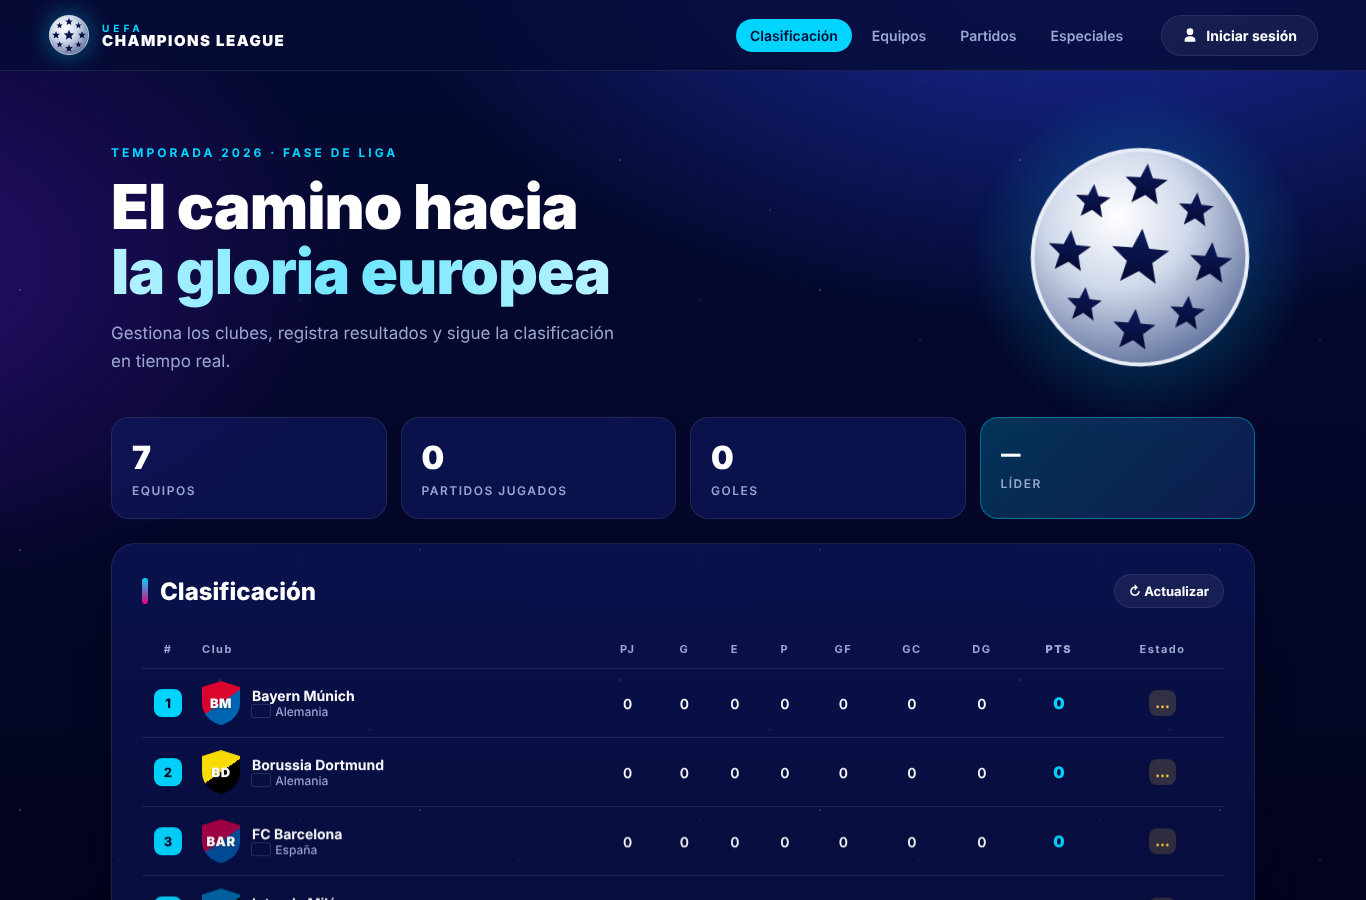 UEFA
CHAMPIONS LEAGUE
Clasificación
Equipos
Partidos
Especiales
Iniciar sesión
TEMPORADA 2026 · FASE DE LIGA
El camino hacia
la gloria europea
Gestiona los clubes, registra resultados y sigue la clasificación
en tiempo real.
7
EQUIPOS
0
PARTIDOS JUGADOS
0
GOLES
—
LÍDER
Clasificación
↻ Actualizar
# Club PJ G E P GF GC DG PTS Estado
1 BM Bayern Múnich 0 0 0 0 0 0 0 0 ...
Alemania
2 BD Borussia Dortmund 0 0 0 0 0 0 0 0 ...
Alemania
3 BAR FC Barcelona 0 0 0 0 0 0 0 0 ...
España